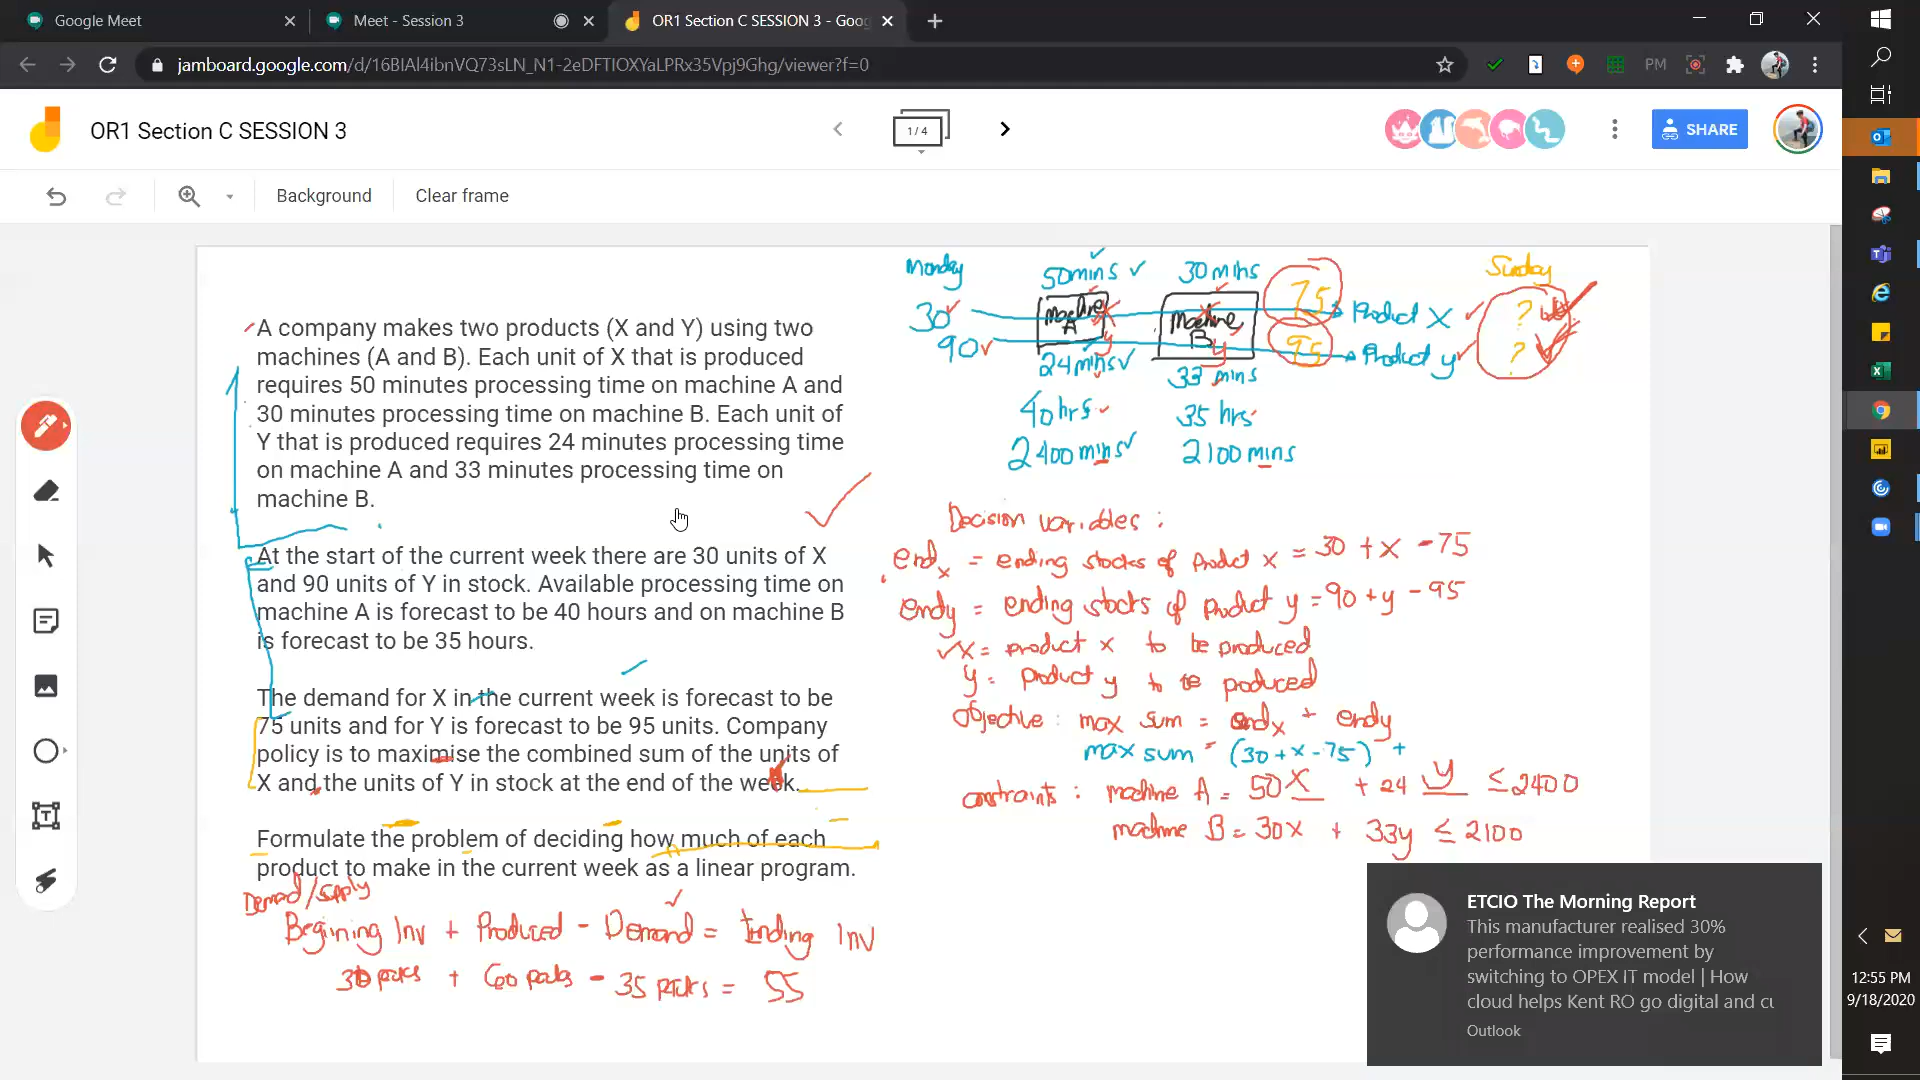 Google Meet
Meet - Session 3
OR1 Section C SESSION 3 - Goog
jamboard.google.com/d/16BIAl4ibnVQ73sLN_N1-2eDFTIOXYaLPRx35Vpj9Ghg/viewer?f=0
PM
OR1 Section C SESSION 3
1 / 4
SHARE
Background
Clear frame
A company makes two products (X and Y) using two
machines (A and B). Each unit of X that is produced
requires 50 minutes processing time on machine A and
30 minutes processing time on machine B. Each unit of
Y that is produced requires 24 minutes processing time
on machine A and 33 minutes processing time on
machine B.
At the start of the current week there are 30 units of X
and 90 units of Y in stock. Available processing time on
machine A is forecast to be 40 hours and on machine B
is forecast to be 35 hours.
The demand for X in the current week is forecast to be
75 units and for Y is forecast to be 95 units. Company
policy is to maximise the combined sum of the units of
X and the units of Y in stock at the end of the week.
Formulate the problem of deciding how much of each
product to make in the current week as a linear program.
Demand/supply
Begining Inv + Produced - Demand = Ending Inv
30 packs + 60 packs - 35 packs = 55
Monday
50mins
30 mins
Sunday
30
machine A
machine B
75
Product X
?
90
95
Product y
?
24 mins
33 mins
40 hrs
35 hrs
2400 mins
2100 mins
Decision variables :
end x = ending stocks of Product x = 30 + x - 75
endy = ending stocks of product y = 90 + y - 95
x = product x to be produced
y = product y to be produced
objective : max sum = endx + endy
max sum = (30 + x - 75) +
constraints : machine A = 50x + 24 y ≤ 2400
machine B = 30x + 33y ≤ 2100
ETCIO The Morning Report
This manufacturer realised 30%
performance improvement by
switching to OPEX IT model | How
cloud helps Kent RO go digital and cu
Outlook
12:55 PM
9/18/2020